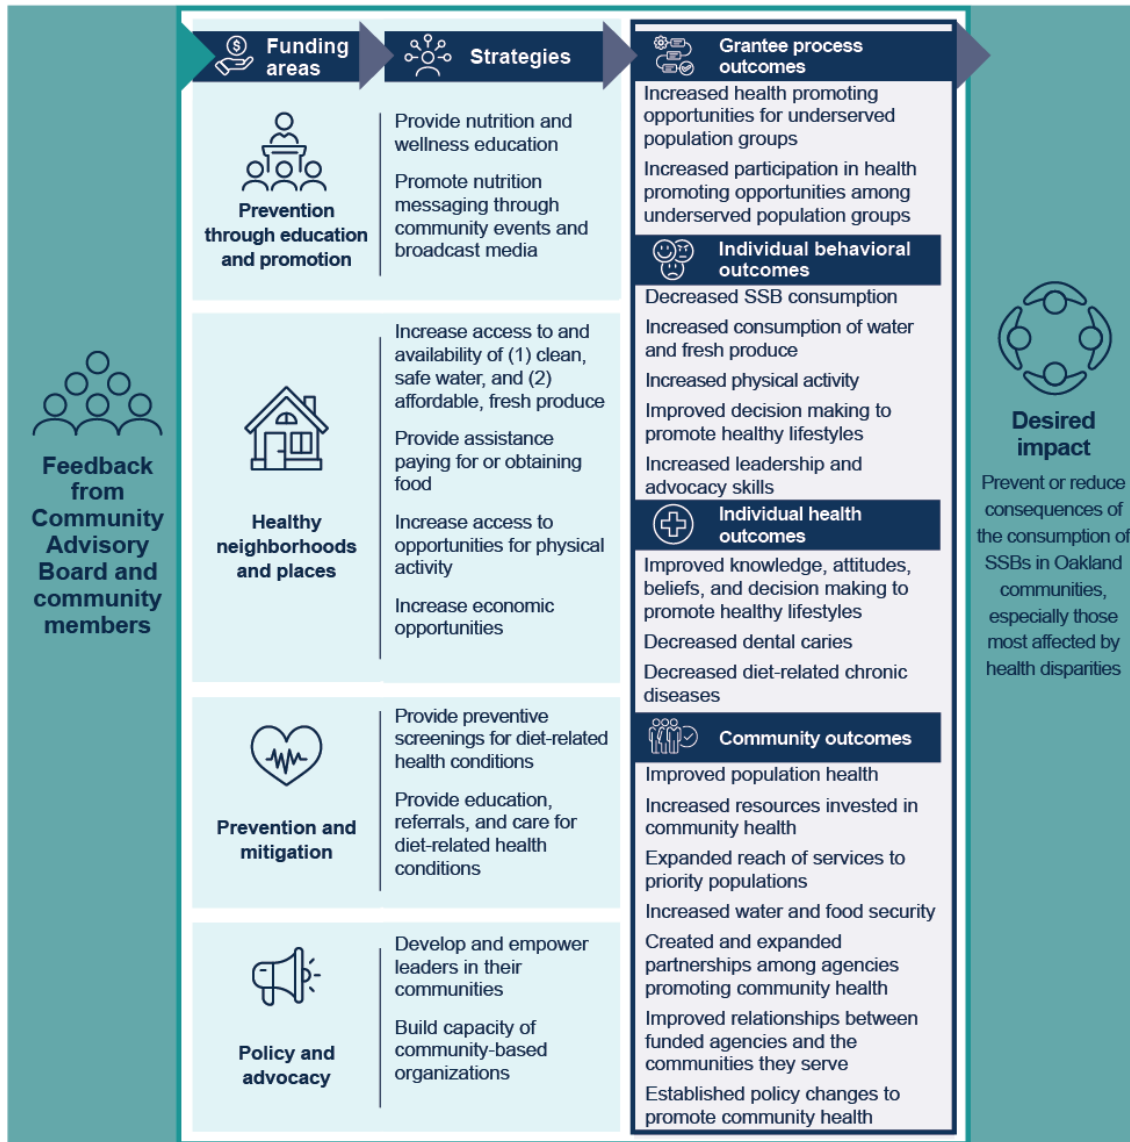 Feedback
from
Community
Advisory
Board and
community
members
Funding
areas
Strategies
Prevention
through education
and promotion
Provide nutrition and
wellness education
Promote nutrition
messaging through
community events and
broadcast media
Healthy
neighborhoods
and places
Increase access to and
availability of (1) clean,
safe water, and (2)
affordable, fresh produce
Provide assistance
paying for or obtaining
food
Increase access to
opportunities for physical
activity
Increase economic
opportunities
Prevention and
mitigation
Provide preventive
screenings for diet-related
health conditions
Provide education,
referrals, and care for
diet-related health
conditions
Policy and
advocacy
Develop and empower
leaders in their
communities
Build capacity of
community-based
organizations
Grantee process
outcomes
Increased health promoting
opportunities for underserved
population groups
Increased participation in health
promoting opportunities among
underserved population groups
Individual behavioral
outcomes
Decreased SSB consumption
Increased consumption of water
and fresh produce
Increased physical activity
Improved decision making to
promote healthy lifestyles
Increased leadership and
advocacy skills
Individual health
outcomes
Improved knowledge, attitudes,
beliefs, and decision making to
promote healthy lifestyles
Decreased dental caries
Decreased diet-related chronic
diseases
Community outcomes
Improved population health
Increased resources invested in
community health
Expanded reach of services to
priority populations
Increased water and food security
Created and expanded
partnerships among agencies
promoting community health
Improved relationships between
funded agencies and the
communities they serve
Established policy changes to
promote community health
Desired
impact
Prevent or reduce
consequences of
the consumption of
SSBs in Oakland
communities,
especially those
most affected by
health disparities